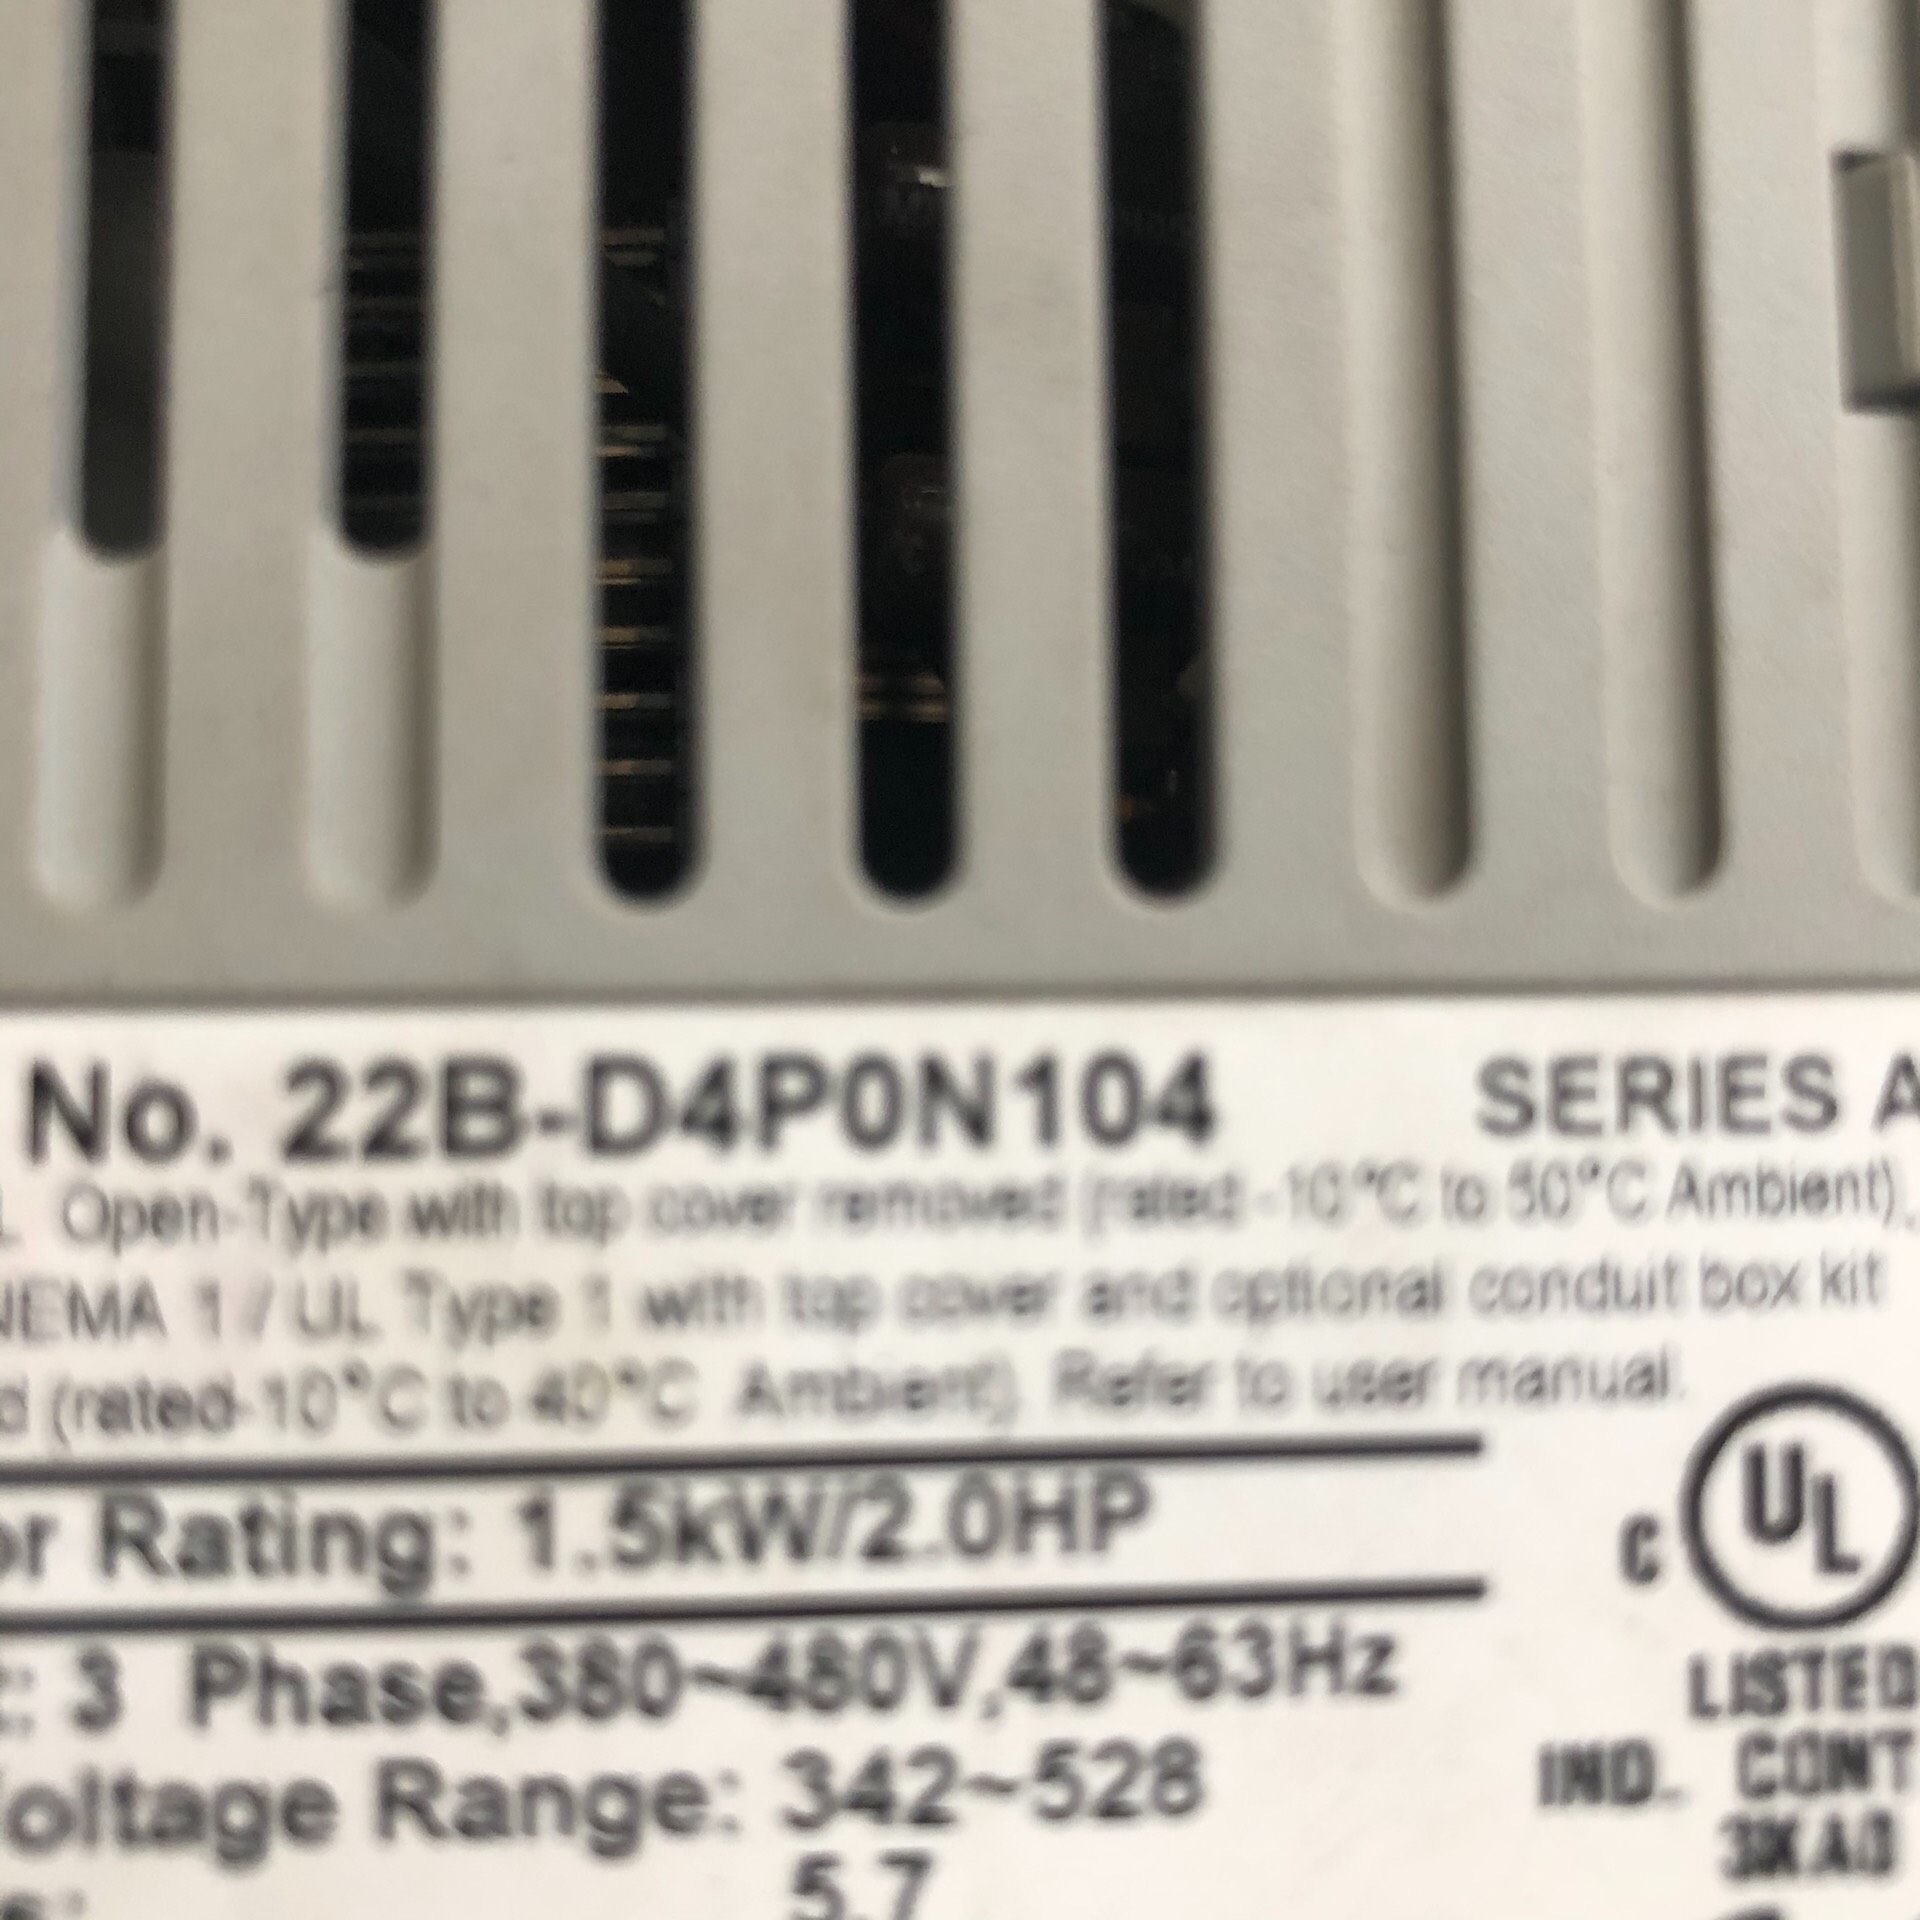 No. 22B-D4P0N104 SERIES A
Open-Type with top cover removed (rated -10°C to 50°C Ambient),
NEMA 1 / UL Type 1 with top cover and optional conduit box kit
d (rated-10°C to 40°C Ambient). Refer to user manual.
or Rating: 1.5kW/2.0HP
C UL
: 3 Phase,380~480V,48~63Hz
LISTED
oltage Range: 342~528
IND. CONT
5.7